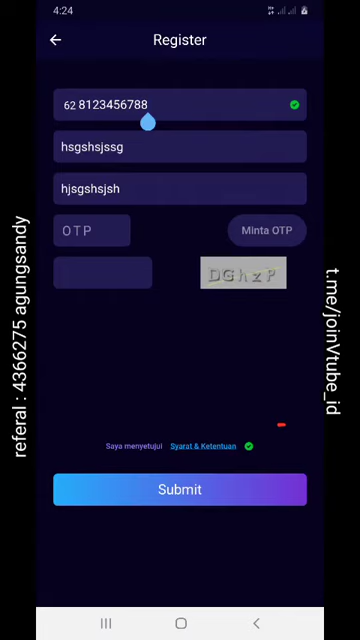 4:24
Register
62 8123456788
hsgshsjssg
hjsgshsjsh
OTP
Minta OTP
DGhzP
Saya menyetujui Syarat & Ketentuan
Submit
referal : 4366275 agungsandy
t.me/joinVtube_id